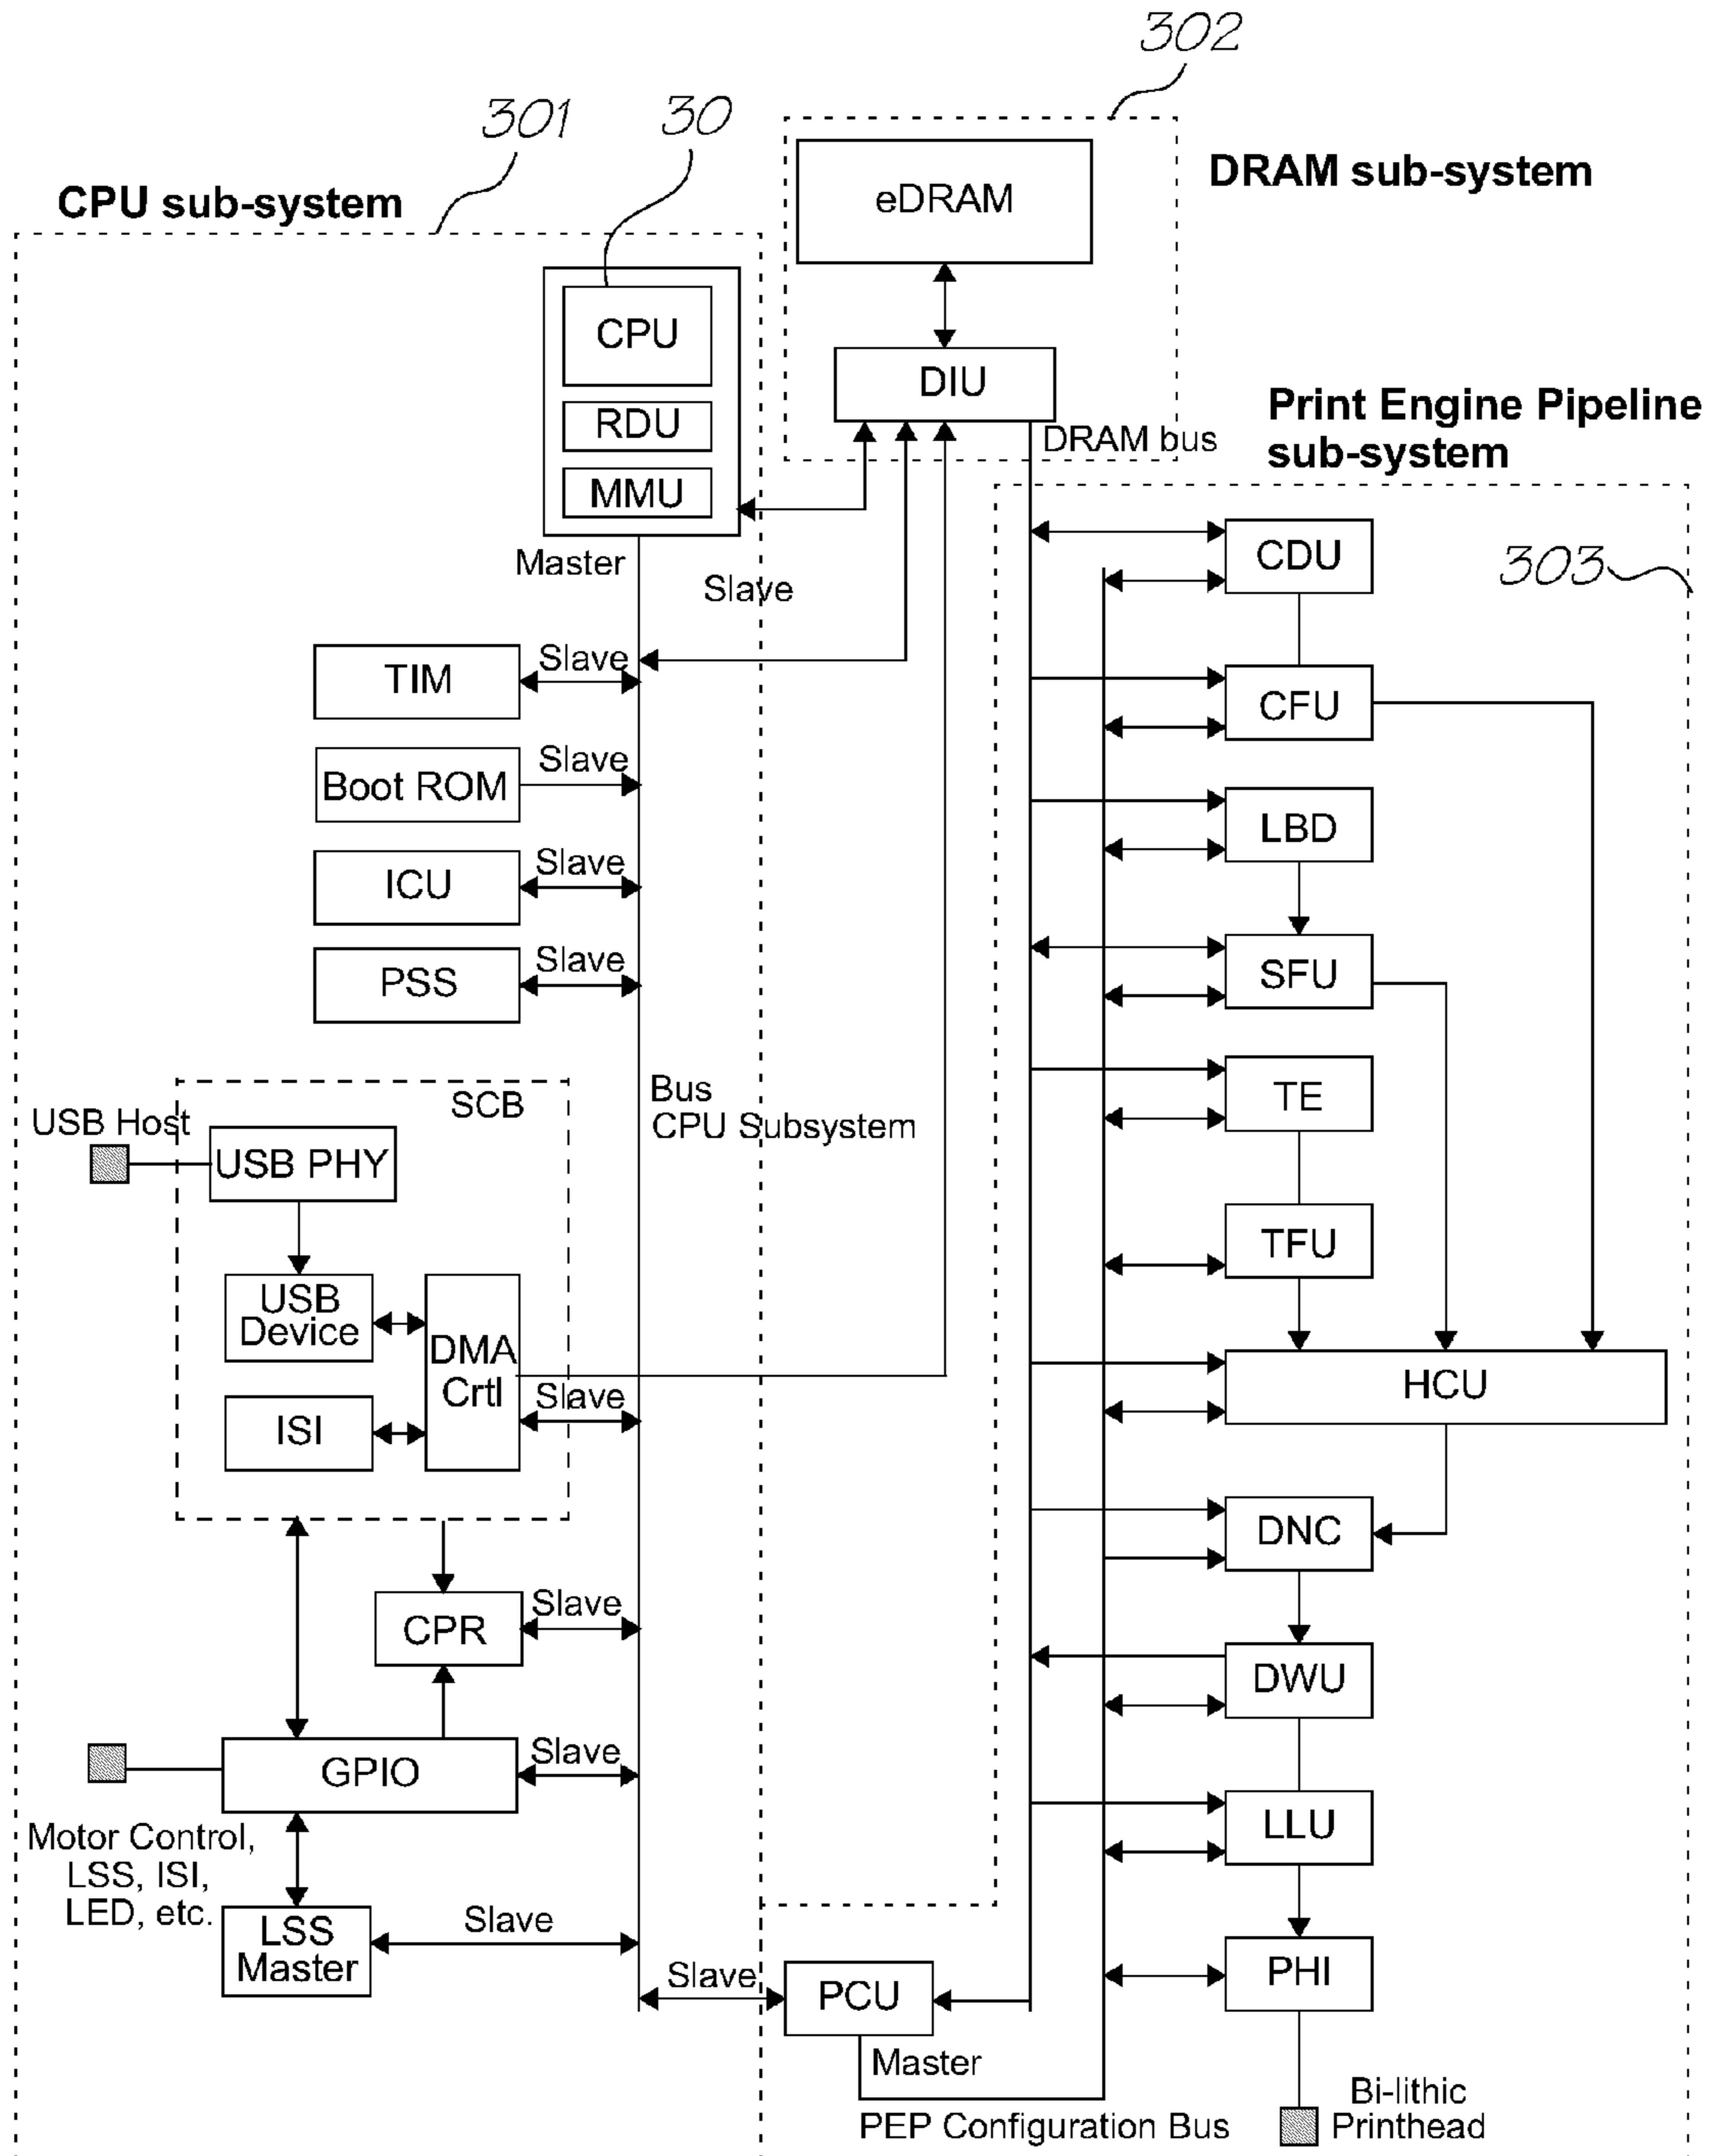 302
301
30
CPU sub-system
DRAM sub-system
eDRAM
CPU
DIU
RDU
MMU
DRAM bus
Print Engine Pipeline
sub-system
Master
Slave
303
CDU
TIM
Slave
CFU
Boot ROM
Slave
LBD
ICU
Slave
PSS
Slave
SFU
SCB
Bus
CPU Subsystem
TE
USB Host
USB PHY
TFU
USB
Device
DMA
Crtl
Slave
HCU
ISI
DNC
CPR
Slave
DWU
GPIO
Slave
LLU
Motor Control,
LSS, ISI,
LED, etc.
LSS
Master
Slave
PHI
Slave
PCU
Master
PEP Configuration Bus
Bi-lithic
Printhead